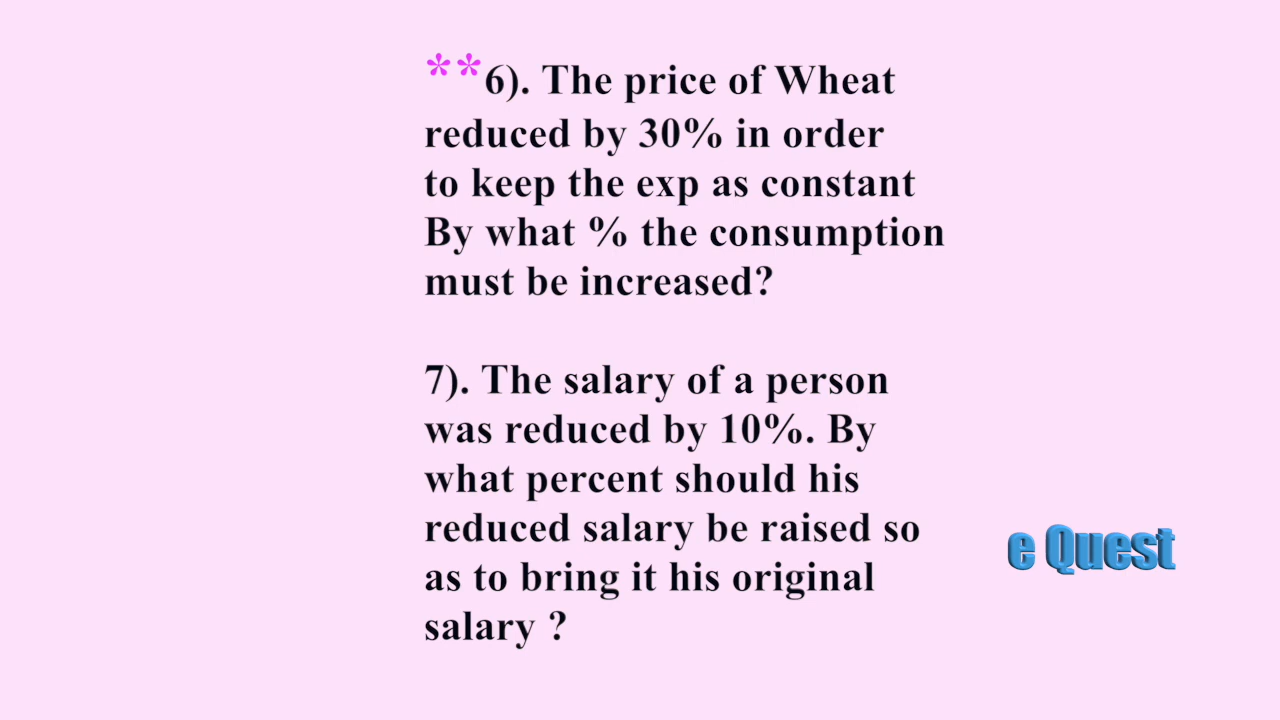 **6). The price of Wheat
reduced by 30% in order
to keep the exp as constant
By what % the consumption
must be increased?
7). The salary of a person
was reduced by 10%. By
what percent should his
reduced salary be raised so
as to bring it his original
salary ?
e Quest